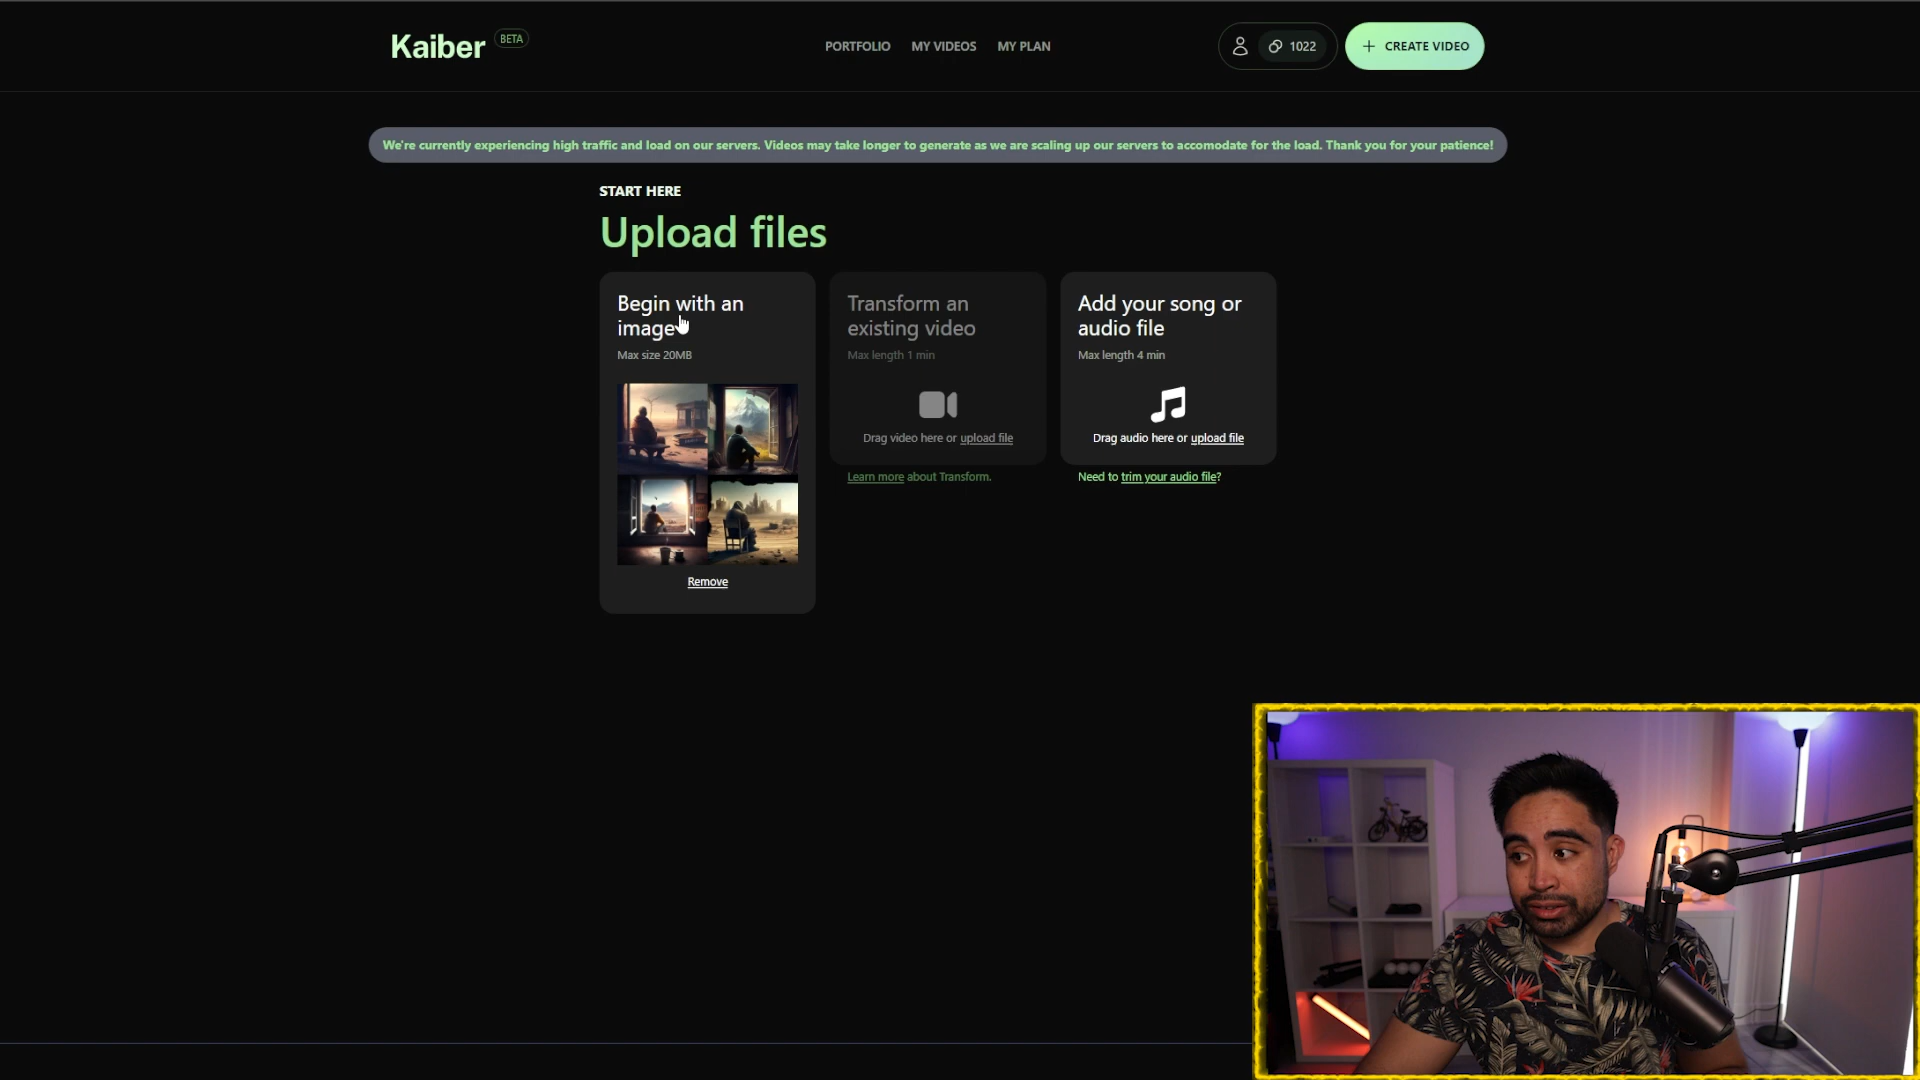 Kaiber BETA
PORTFOLIO MY VIDEOS MY PLAN
1022
CREATE VIDEO
We're currently experiencing high traffic and load on our servers. Videos may take longer to generate as we are scaling up our servers to accomodate for the load. Thank you for your patience!
START HERE
Upload files
Begin with an
image
Max size 20MB
Remove
Transform an
existing video
Max length 1 min
Drag video here or upload file
Learn more about Transform.
Add your song or
audio file
Max length 4 min
Drag audio here or upload file
Need to trim your audio file?